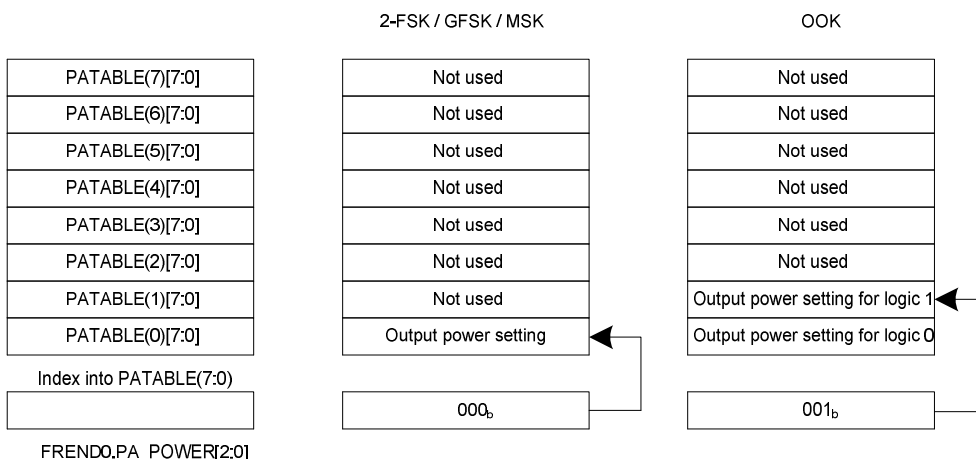 2-FSK / GFSK / MSK
OOK
PATABLE(7)[7:0]
Not used
Not used
PATABLE(6)[7:0]
Not used
Not used
PATABLE(5)[7:0]
Not used
Not used
PATABLE(4)[7:0]
Not used
Not used
PATABLE(3)[7:0]
Not used
Not used
PATABLE(2)[7:0]
Not used
Not used
PATABLE(1)[7:0]
Not used
Output power setting for logic 1
PATABLE(0)[7:0]
Output power setting
Output power setting for logic 0
Index into PATABLE(7:0)
000b
001b
FREND0.PA_POWER[2:0]